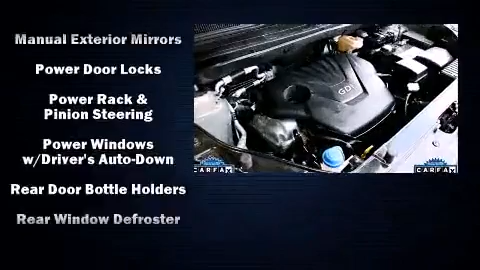 Manual Exterior Mirrors
Power Door Locks
Power Rack &
Pinion Steering
Power Windows
w/Driver's Auto-Down
Rear Door Bottle Holders
Rear Window Defroster
GDI
CARFAX
CARFAX